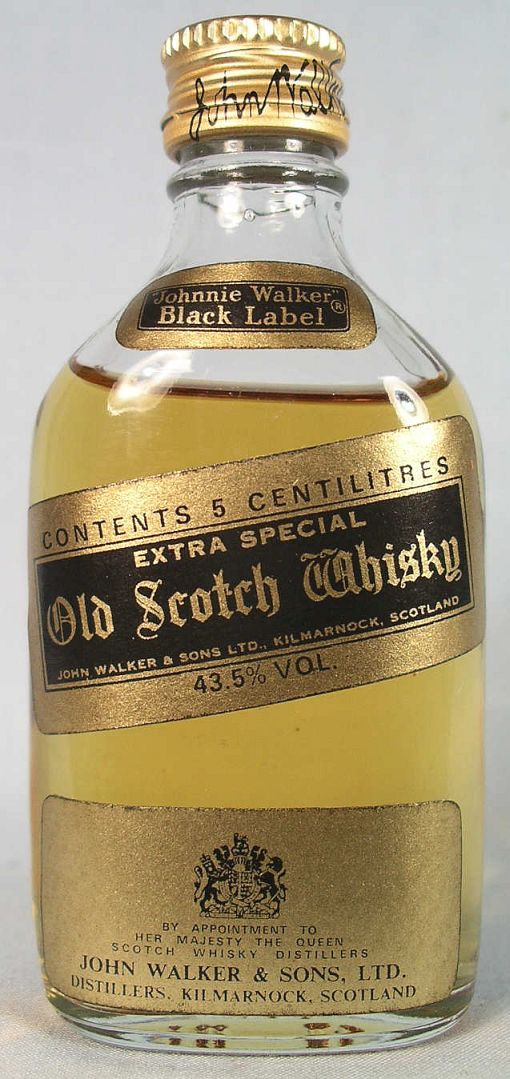 John Walk
"Johnnie Walker"
Black Label ®
CONTENTS 5 CENTILITRES
EXTRA SPECIAL
Old Scotch Whisky
JOHN WALKER & SONS LTD., KILMARNOCK, SCOTLAND
43.5% VOL.
BY APPOINTMENT TO
HER MAJESTY THE QUEEN
SCOTCH WHISKY DISTILLERS
JOHN WALKER & SONS, LTD.
DISTILLERS, KILMARNOCK, SCOTLAND